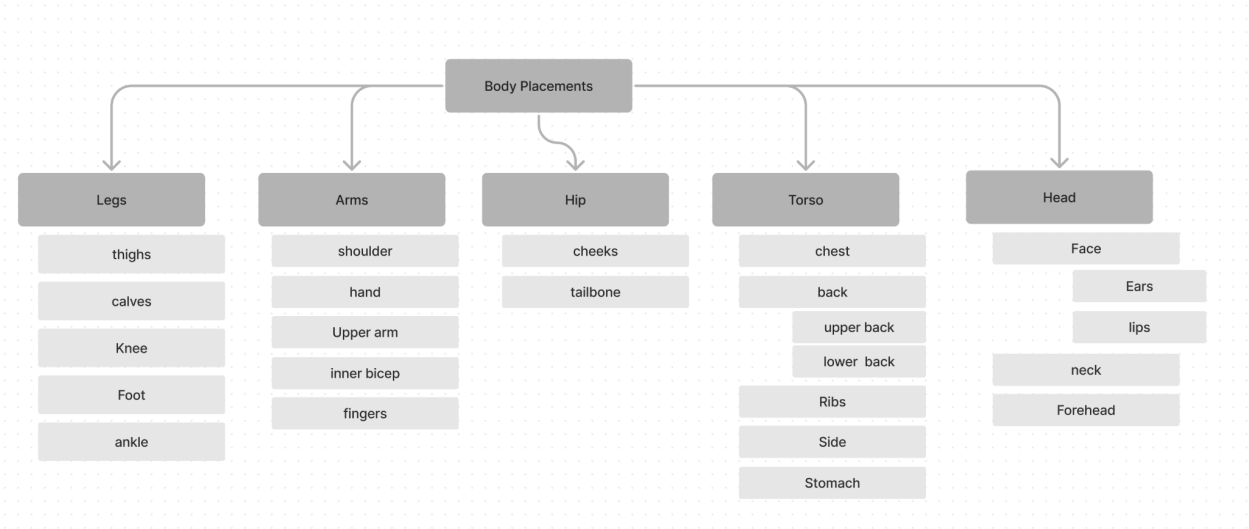 Body Placements
Legs
thighs
calves
Knee
Foot
ankle
Arms
shoulder
hand
Upper arm
inner bicep
fingers
Hip
cheeks
tailbone
Torso
chest
back
upper back
lower  back
Ribs
Side
Stomach
Head
Face
Ears
lips
neck
Forehead